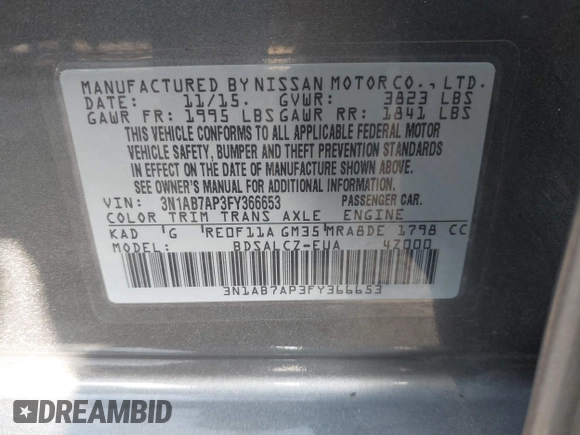 MANUFACTURED BY NISSAN MOTOR CO., LTD.
DATE: 11/15. GVWR: 3823 LBS
GAWR FR: 1995 LBS GAWR RR: 1841 LBS
THIS VEHICLE CONFORMS TO ALL APPLICABLE FEDERAL MOTOR
VEHICLE SAFETY, BUMPER AND THEFT PREVENTION STANDARDS
IN EFFECT ON THE DATE OF MANUFACTURE SHOWN ABOVE.
SEE OWNER'S MANUAL FOR ADDITIONAL INFORMATION.
VIN: 3N1AB7AP3FY366653 PASSENGER CAR.
COLOR TRIM TRANS AXLE ENGINE
KAD G RE0F11A GM35 MRA8DE 1798 CC
MODEL: BDSALCZ-EUA 47000
3N1AB7AP3FY366653
DREAMBID